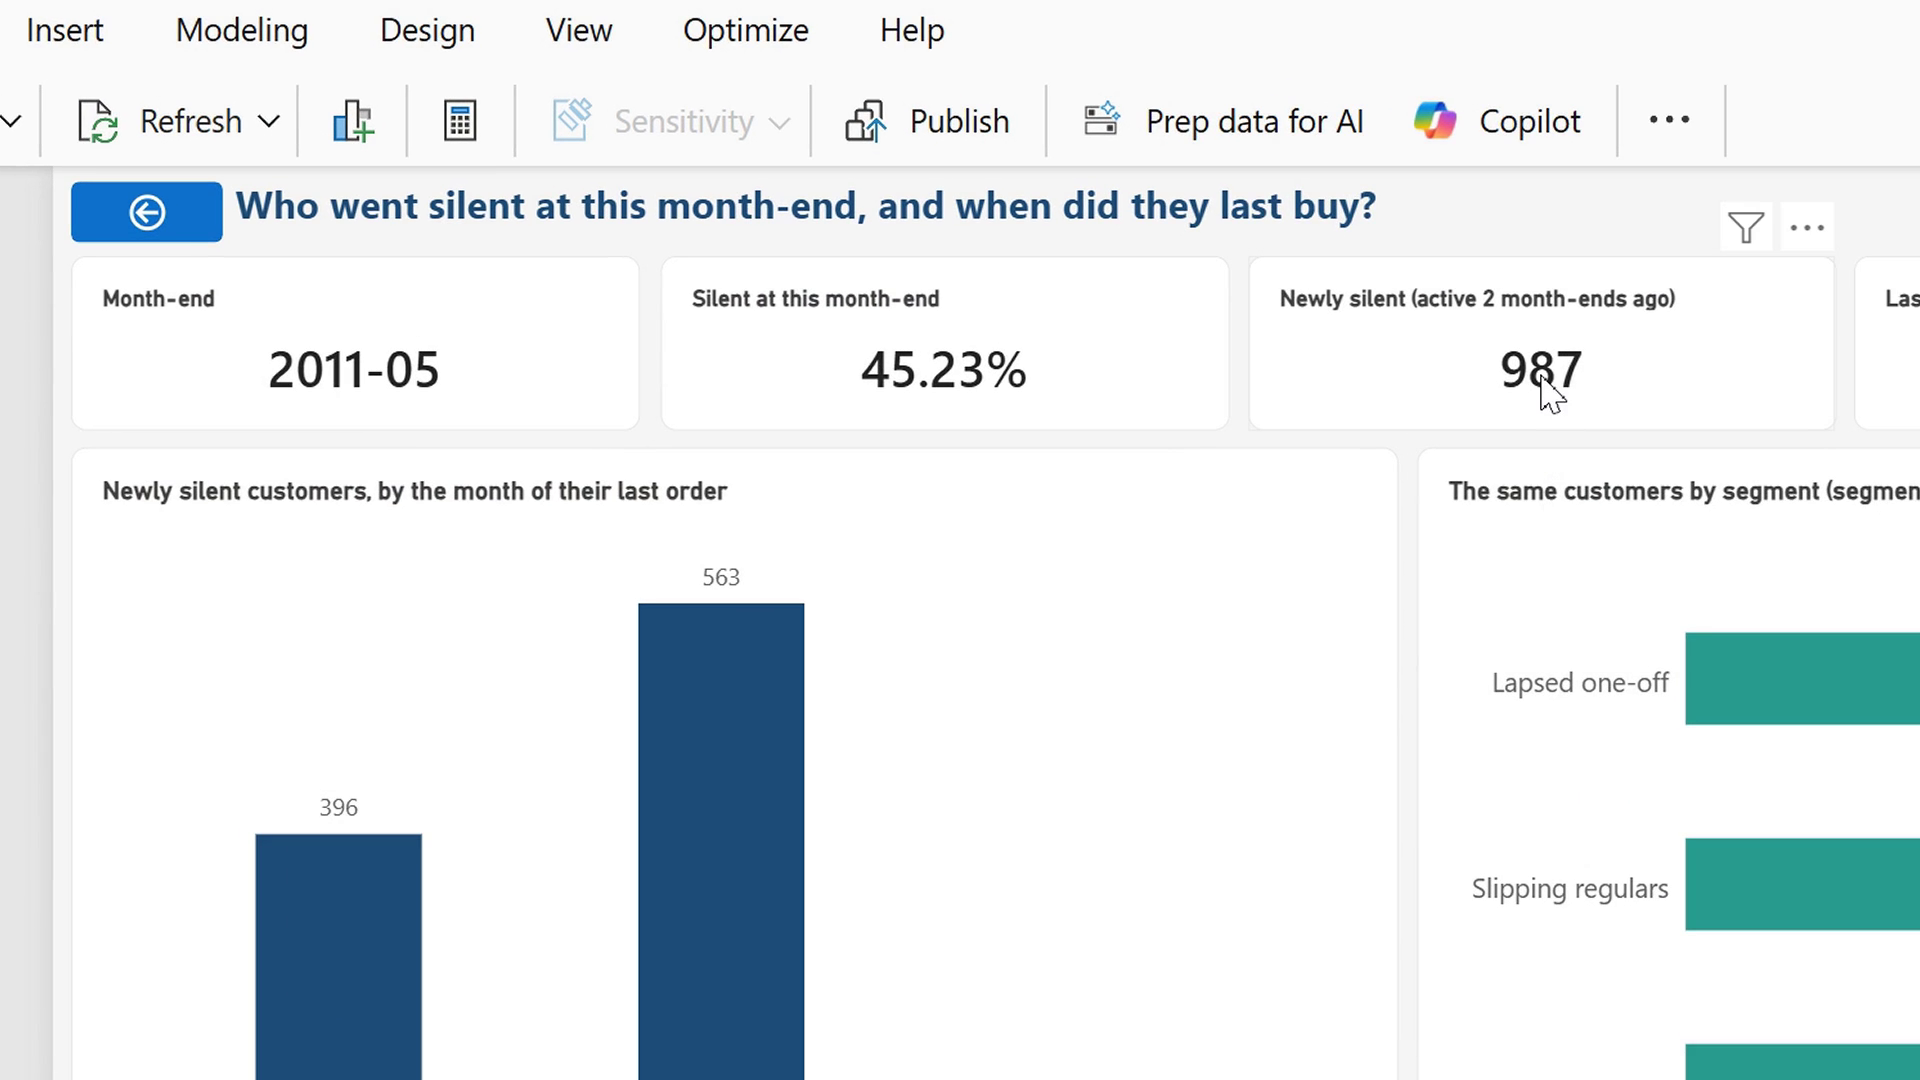 Insert Modeling Design View Optimize Help
Refresh Sensitivity Publish Prep data for AI Copilot
Who went silent at this month-end, and when did they last buy?
Month-end
2011-05
Silent at this month-end
45.23%
Newly silent (active 2 month-ends ago)
987
Las
Newly silent customers, by the month of their last order
563
396
The same customers by segment (segmen
Lapsed one-off
Slipping regulars